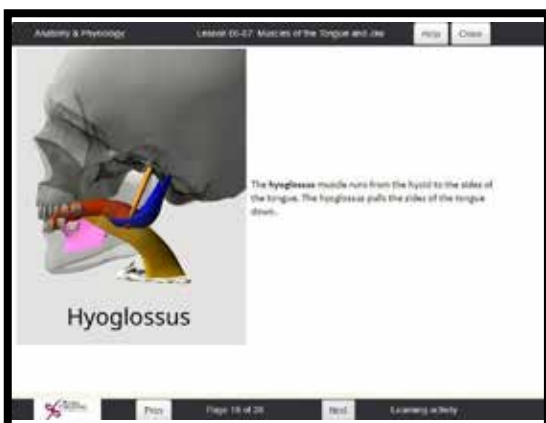 Anatomy & Physiology Lesson 06-07: Muscles of the Tongue and Jaw Help Close
The hyoglossus muscle runs from the hyoid to the sides of
the tongue. The hyoglossus pulls the sides of the tongue
down.
Hyoglossus
Prev Page 18 of 28 Next Learning activity